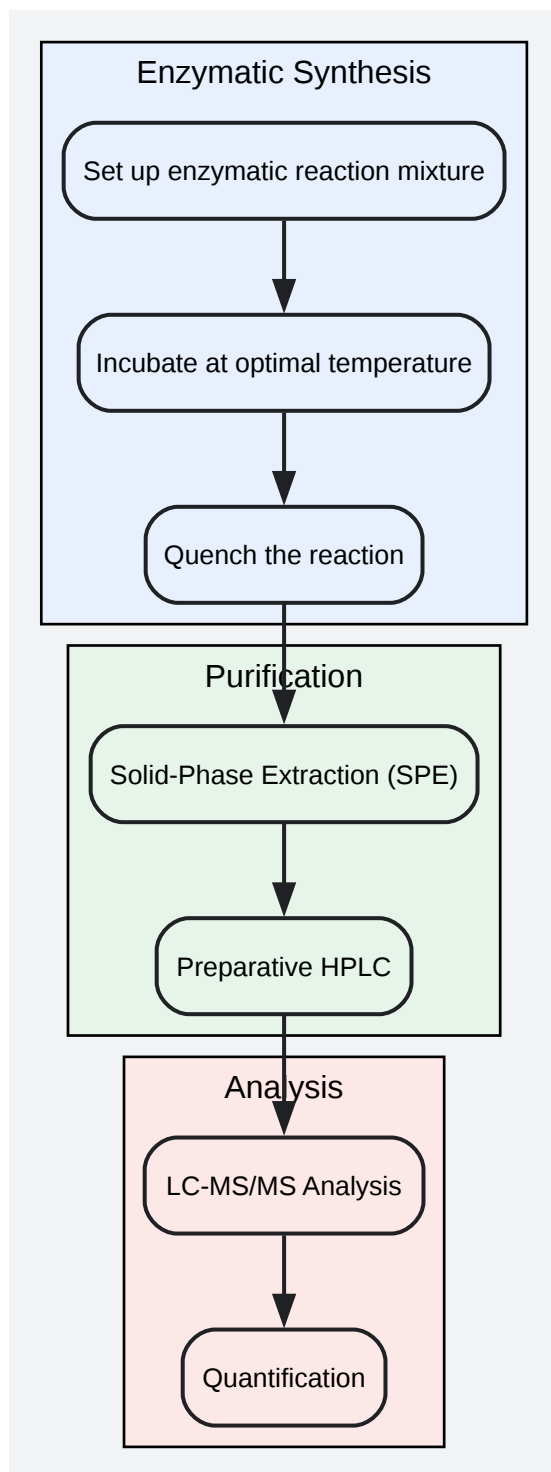 Enzymatic Synthesis
Set up enzymatic reaction mixture
Incubate at optimal temperature
Quench the reaction
Purification
Solid-Phase Extraction (SPE)
Preparative HPLC
Analysis
LC-MS/MS Analysis
Quantification